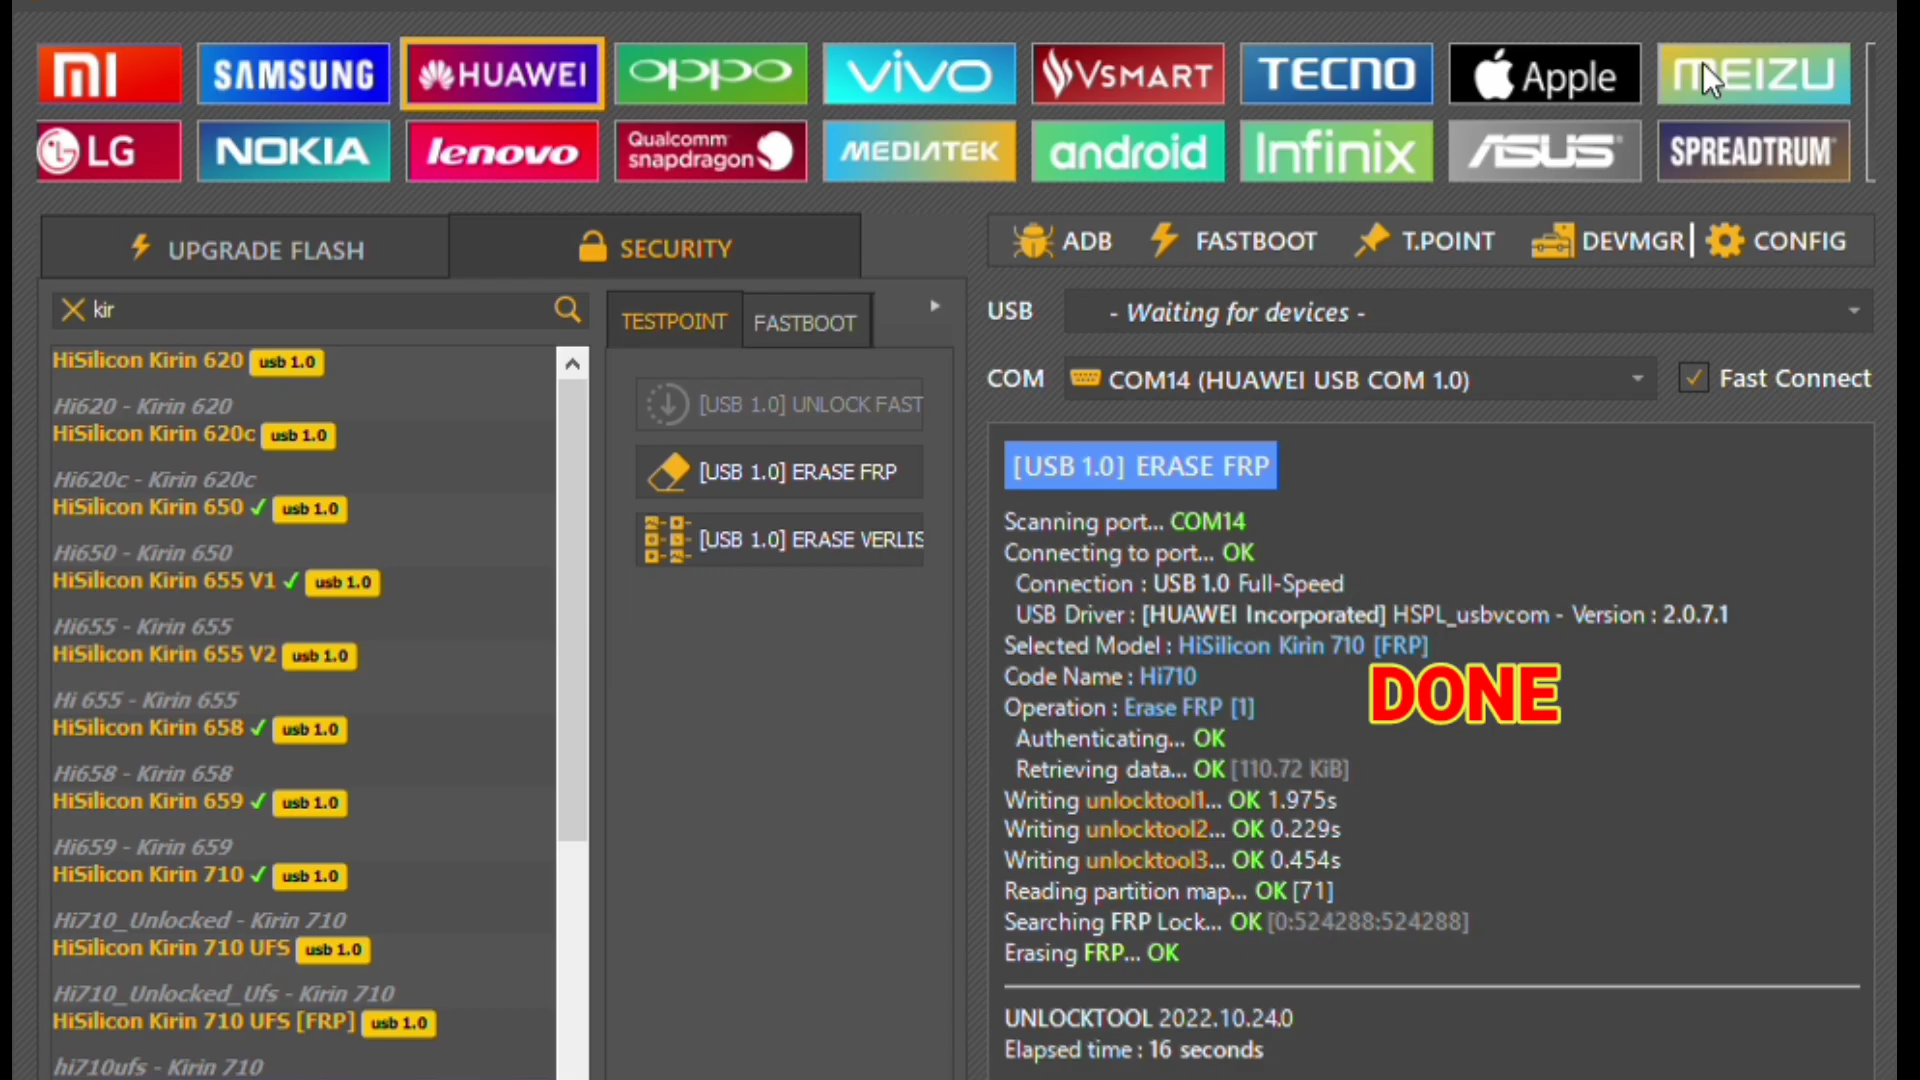 MI SAMSUNG HUAWEI oppo vivo VSMART TECNO Apple MEIZU
LG NOKIA lenovo Qualcomm snapdragon MEDIATEK android Infinix ASUS SPREADTRUM
UPGRADE FLASH SECURITY
ADB FASTBOOT T.POINT DEVMGR CONFIG
kir
TESTPOINT FASTBOOT
HiSilicon Kirin 620 usb 1.0
Hi620 - Kirin 620
HiSilicon Kirin 620c usb 1.0
Hi620c - Kirin 620c
HiSilicon Kirin 650 ✓ usb 1.0
Hi650 - Kirin 650
HiSilicon Kirin 655 V1 ✓ usb 1.0
Hi655 - Kirin 655
HiSilicon Kirin 655 V2 usb 1.0
Hi 655 - Kirin 655
HiSilicon Kirin 658 ✓ usb 1.0
Hi658 - Kirin 658
HiSilicon Kirin 659 ✓ usb 1.0
Hi659 - Kirin 659
HiSilicon Kirin 710 ✓ usb 1.0
Hi710_Unlocked - Kirin 710
HiSilicon Kirin 710 UFS usb 1.0
Hi710_Unlocked_Ufs - Kirin 710
HiSilicon Kirin 710 UFS [FRP] usb 1.0
hi710ufs - Kirin 710
[USB 1.0] UNLOCK FAST
[USB 1.0] ERASE FRP
[USB 1.0] ERASE VERLIS
USB - Waiting for devices -
COM COM14 (HUAWEI USB COM 1.0) Fast Connect
[USB 1.0] ERASE FRP
Scanning port... COM14
Connecting to port... OK
Connection : USB 1.0 Full-Speed
USB Driver : [HUAWEI Incorporated] HSPL_usbvcom - Version : 2.0.7.1
Selected Model : HiSilicon Kirin 710 [FRP]
Code Name : Hi710
DONE
Operation : Erase FRP [1]
Authenticating... OK
Retrieving data... OK [110.72 KiB]
Writing unlocktool1... OK 1.975s
Writing unlocktool2... OK 0.229s
Writing unlocktool3... OK 0.454s
Reading partition map... OK [71]
Searching FRP Lock... OK [0:524288:524288]
Erasing FRP... OK
UNLOCKTOOL 2022.10.24.0
Elapsed time : 16 seconds